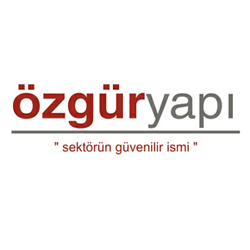 özgüryapı
" sektörün güvenilir ismi "